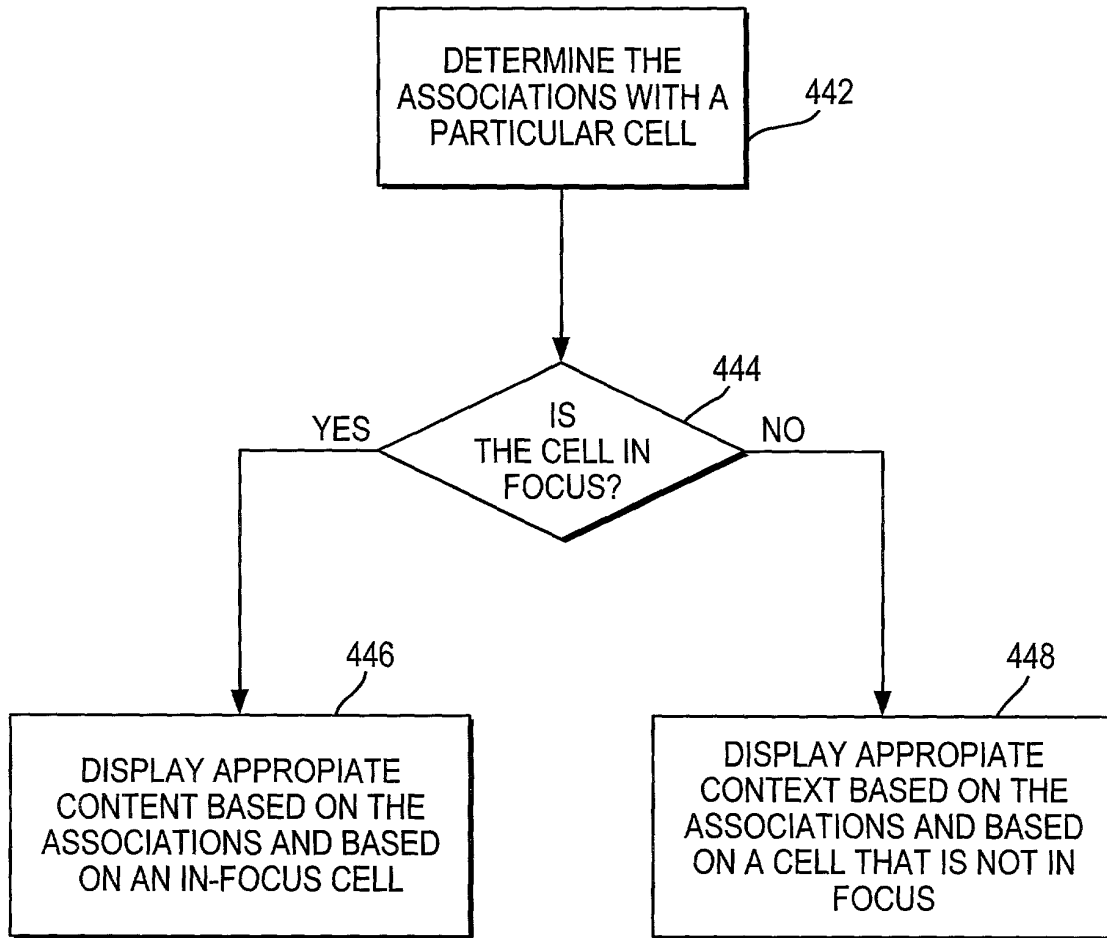 DETERMINE THE
ASSOCIATIONS WITH A
PARTICULAR CELL
442
444
IS
THE CELL IN
FOCUS?
YES
NO
446
448
DISPLAY APPROPIATE
CONTENT BASED ON THE
ASSOCIATIONS AND BASED
ON AN IN-FOCUS CELL
DISPLAY APPROPIATE
CONTEXT BASED ON THE
ASSOCIATIONS AND BASED
ON A CELL THAT IS NOT IN
FOCUS